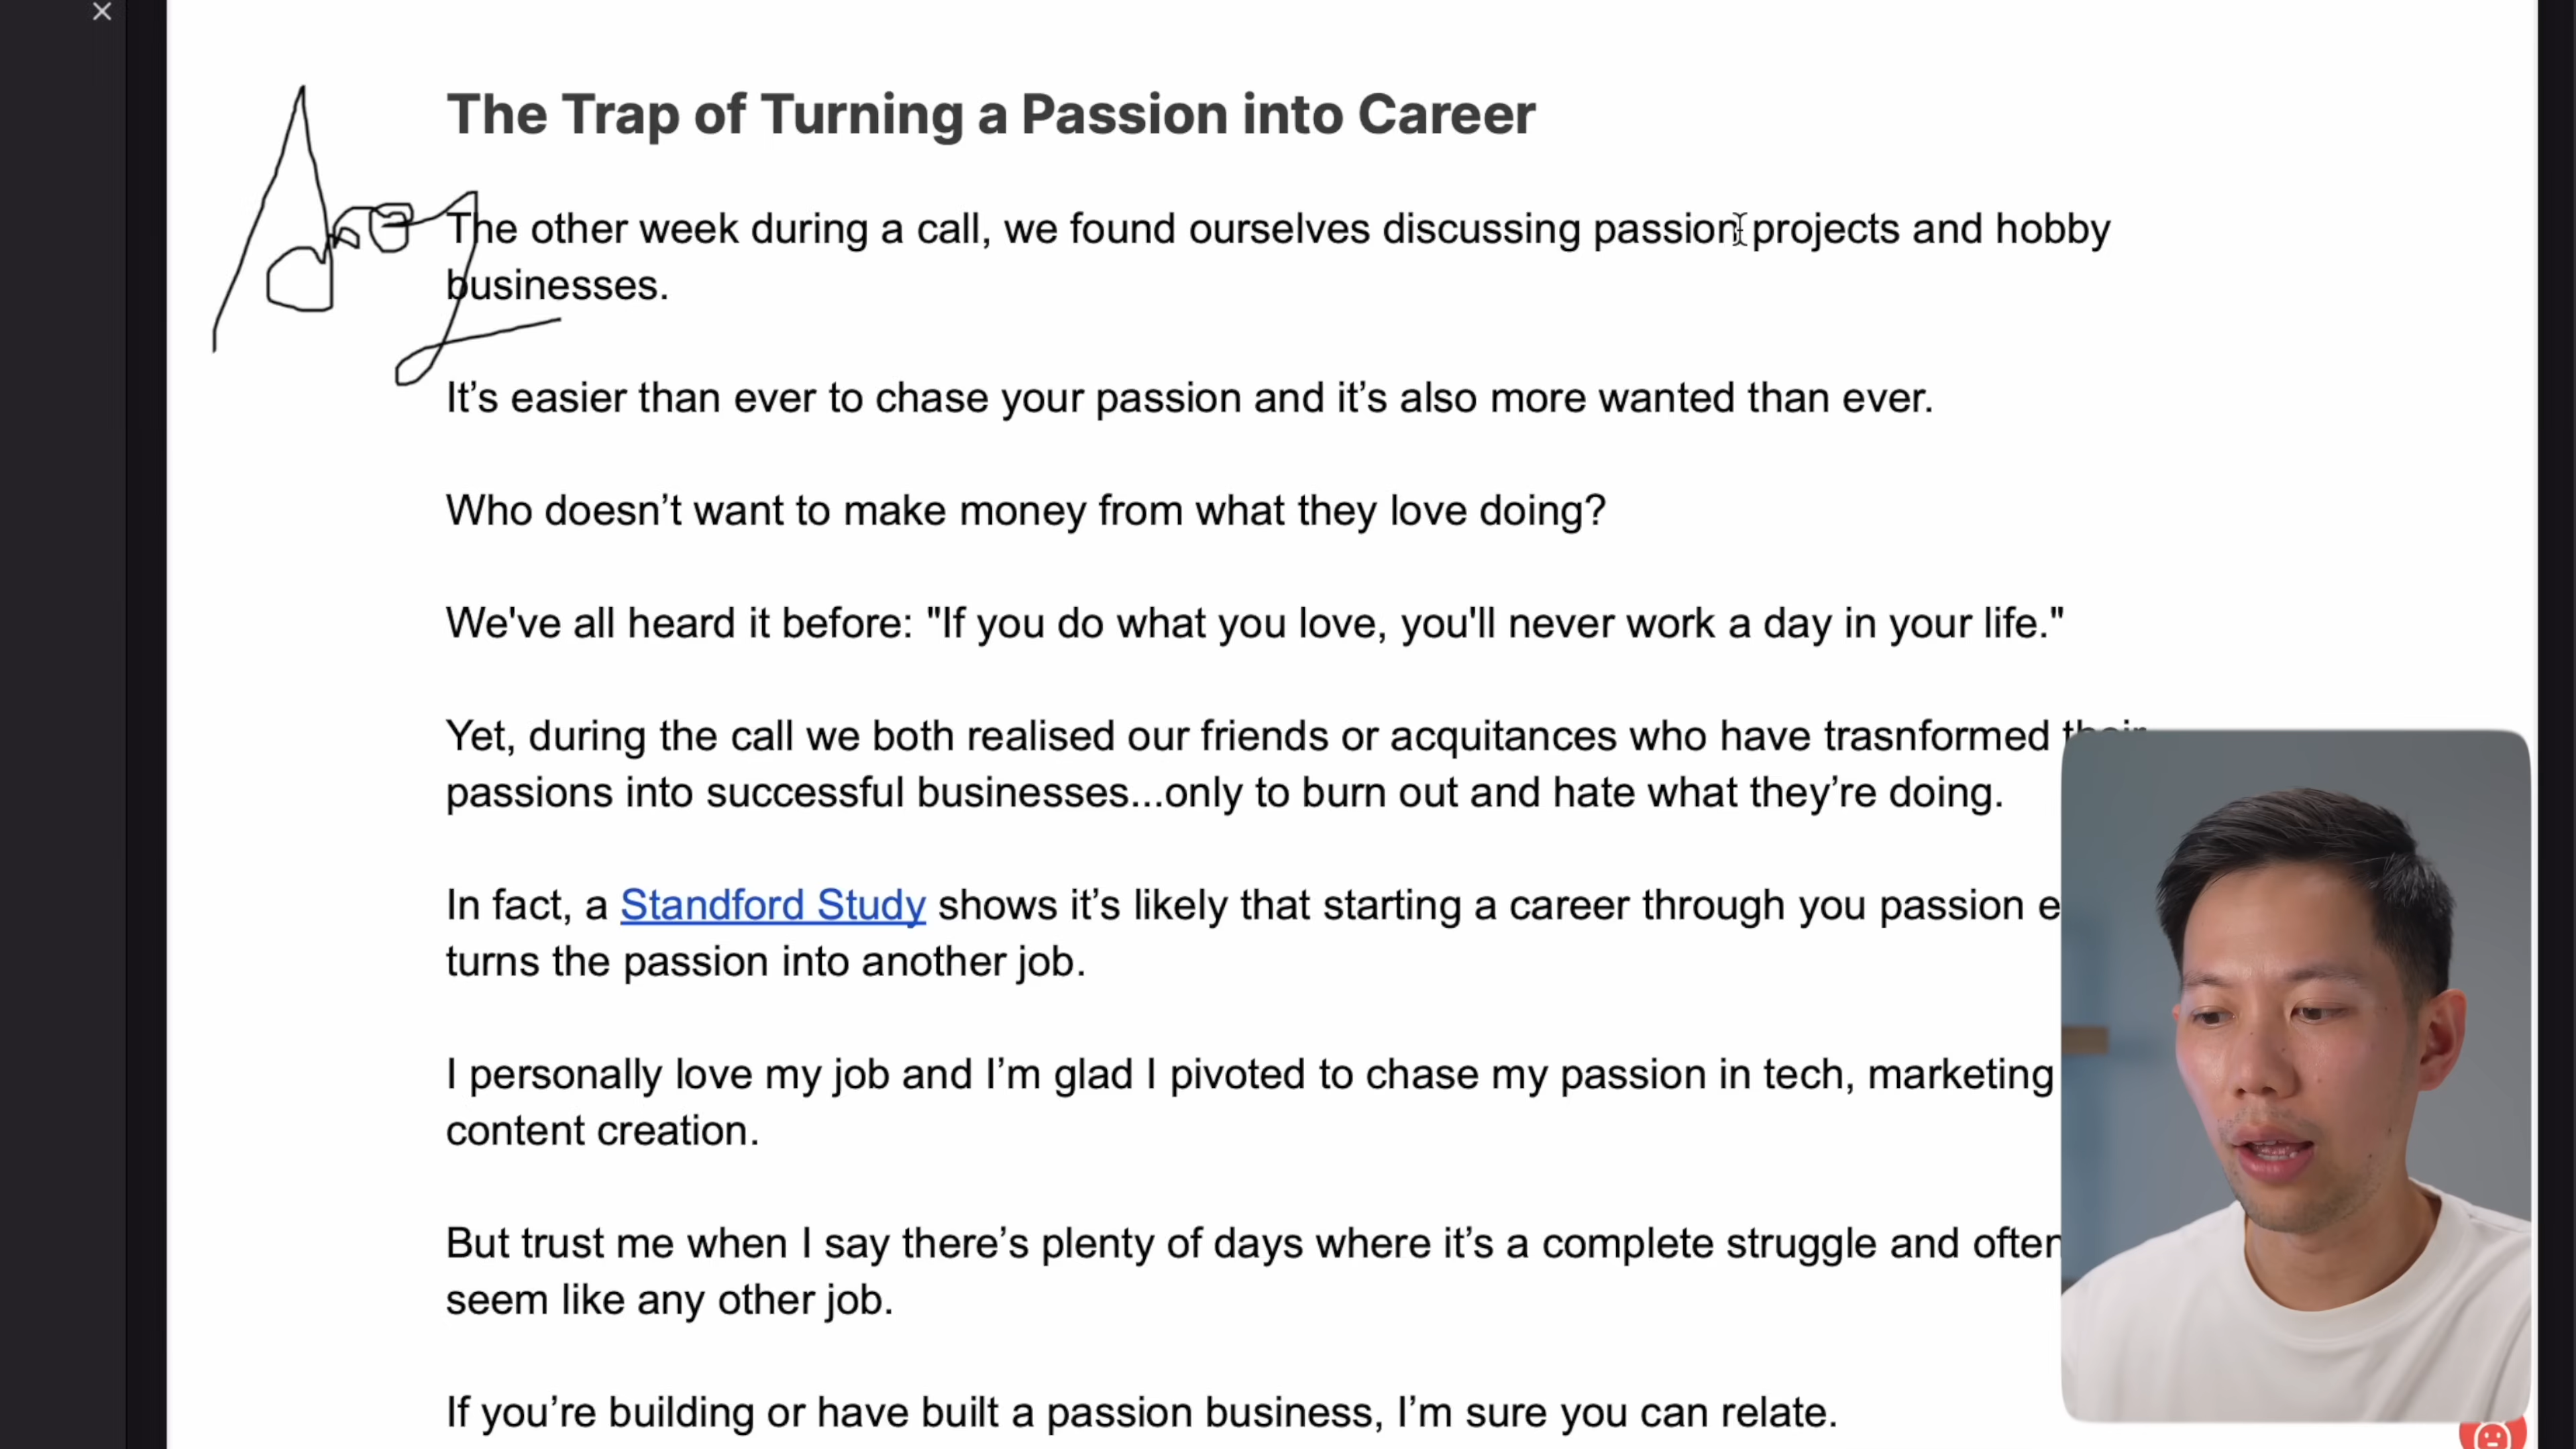 The Trap of Turning a Passion into Career
The other week during a call, we found ourselves discussing passion projects and hobby
businesses.
It’s easier than ever to chase your passion and it’s also more wanted than ever.
Who doesn’t want to make money from what they love doing?
We've all heard it before: "If you do what you love, you'll never work a day in your life."
Yet, during the call we both realised our friends or acquitances who have trasnformed their
passions into successful businesses...only to burn out and hate what they’re doing.
In fact, a Standford Study shows it’s likely that starting a career through you passion
turns the passion into another job.
I personally love my job and I’m glad I pivoted to chase my passion in tech, marketing
content creation.
But trust me when I say there’s plenty of days where it’s a complete struggle and often
seem like any other job.
If you’re building or have built a passion business, I’m sure you can relate.